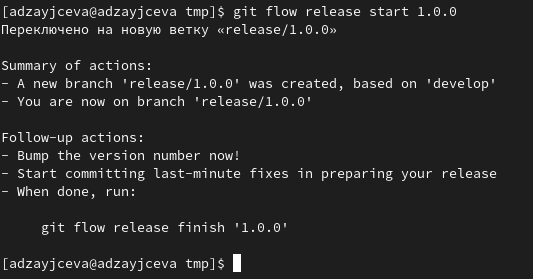 [adzayjceva@adzayjceva tmp]$ git flow release start 1.0.0
Переключено на новую ветку «release/1.0.0»
Summary of actions:
- A new branch 'release/1.0.0' was created, based on 'develop'
- You are now on branch 'release/1.0.0'
Follow-up actions:
- Bump the version number now!
- Start committing last-minute fixes in preparing your release
- When done, run:
git flow release finish '1.0.0'
[adzayjceva@adzayjceva tmp]$